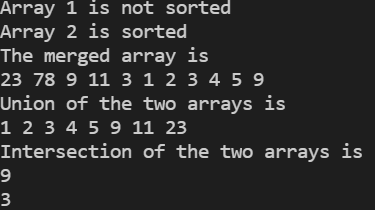 Array 1 is not sorted
Array 2 is sorted
The merged array is
23 78 9 11 3 1 2 3 4 5 9
Union of the two arrays is
1 2 3 4 5 9 11 23
Intersection of the two arrays is
9
3